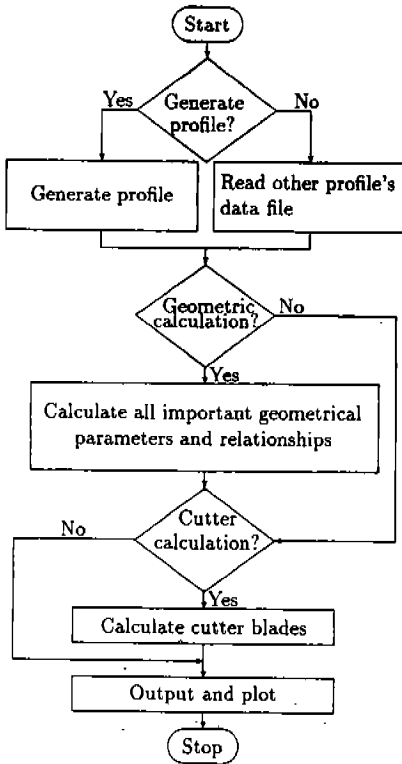 Start
Yes
Generate
profile?
No
Generate profile
Read other profile's
data file
Geometric
calculation?
No
Yes
Calculate all important geometrical
parameters and relationships
No
Cutter
calculation?
Yes
Calculate cutter blades
Output and plot
Stop